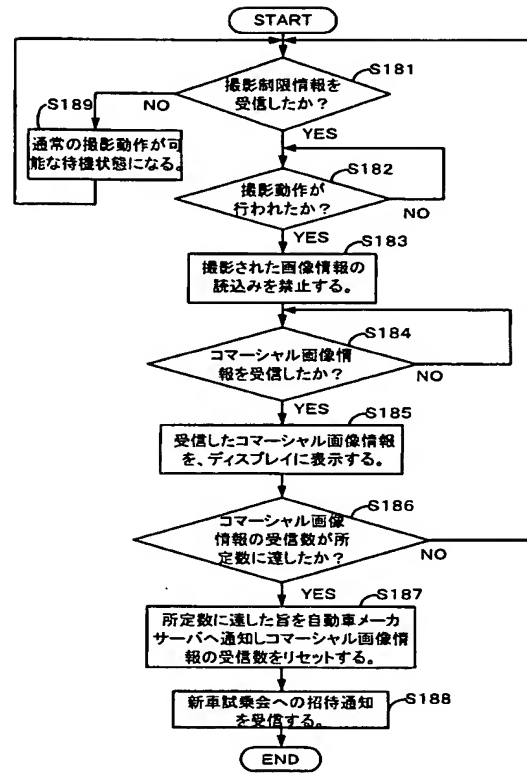 START
S181
撮影制限情報を
受信したか?
NO
S189
通常の撮影動作が可
能な待機状態になる。
YES
S182
撮影動作が
行われたか?
NO
YES
S183
撮影された画像情報の
読込みを禁止する。
S184
コマーシャル画像情
報を受信したか?
NO
YES
S185
受信したコマーシャル画像情報
を、ディスプレイに表示する。
S186
コマーシャル画像
情報の受信数が所
定数に達したか?
NO
YES
S187
所定数に達した旨を自動車メーカ
サーバへ通知しコマーシャル画像情
報の受信数をリセットする。
S188
新車試乗会への招待通知
を受信する。
END